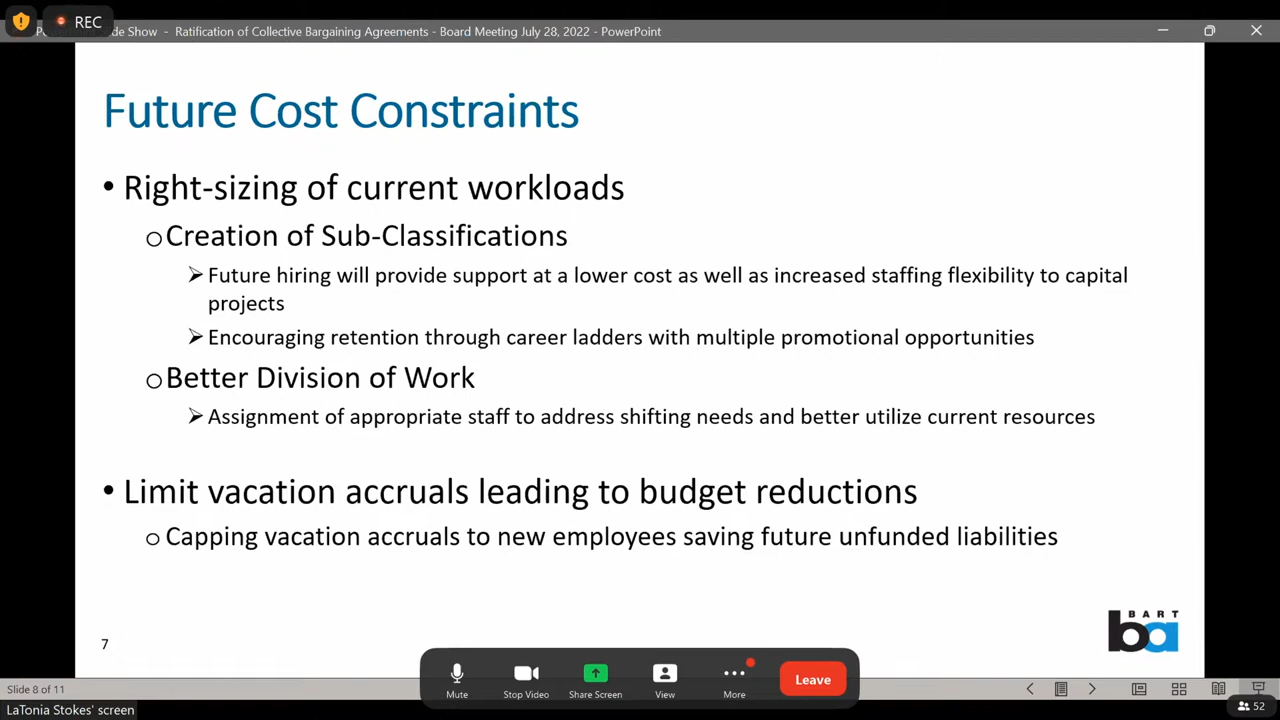 REC
de Show - Ratification of Collective Bargaining Agreements - Board Meeting July 28, 2022 - PowerPoint
Future Cost Constraints
• Right-sizing of current workloads
o Creation of Sub-Classifications
➢ Future hiring will provide support at a lower cost as well as increased staffing flexibility to capital
projects
➢ Encouraging retention through career ladders with multiple promotional opportunities
o Better Division of Work
➢ Assignment of appropriate staff to address shifting needs and better utilize current resources
• Limit vacation accruals leading to budget reductions
o Capping vacation accruals to new employees saving future unfunded liabilities
BART
ba
7
Mute
Stop Video
Share Screen
View
More
Leave
Slide 8 of 11
LaTonia Stokes' screen
52